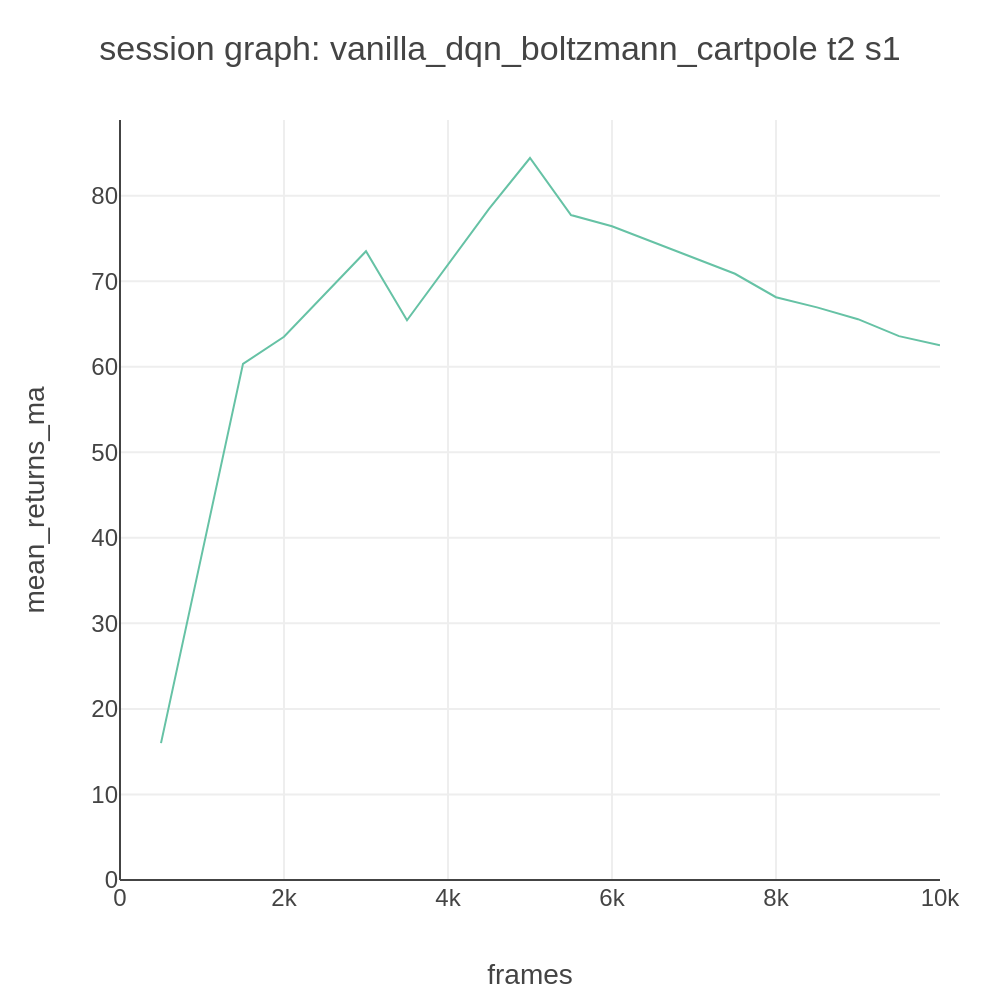 session graph: vanilla_dqn_boltzmann_cartpole t2 s1
mean_returns_ma
80
70
60
50
40
30
20
10
0
0 2k 4k 6k 8k 10k
frames